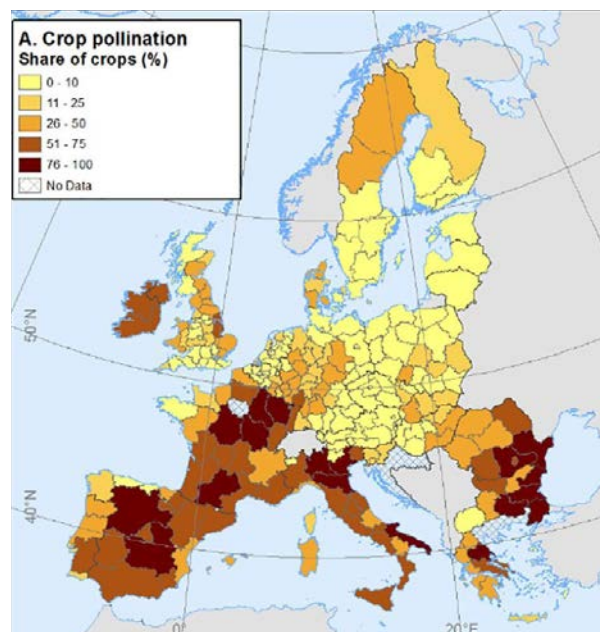 A. Crop pollination
Share of crops (%)
0 - 10
11 - 25
26 - 50
51 - 75
76 - 100
No Data
50°N
40°N
0°
20°E